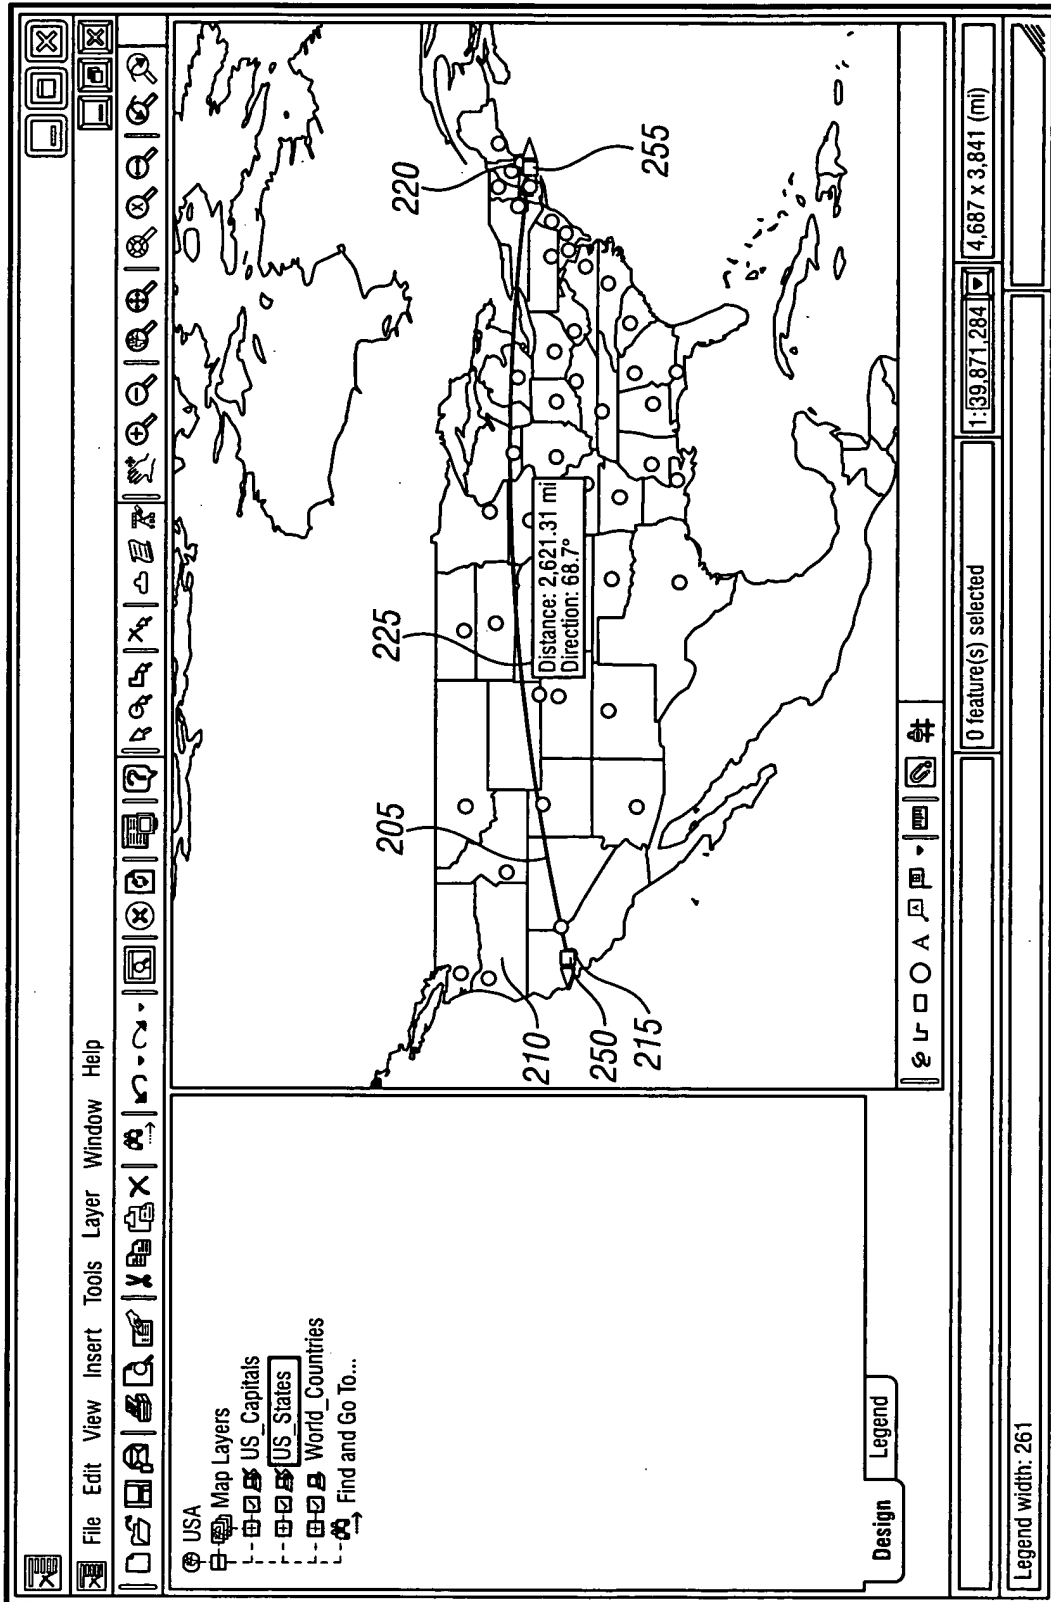 File Edit View Insert Tools Layer Window Help
USA
Map Layers
US_Capitals
US_States
World_Countries
Find and Go To...
Design
Legend
205
225
220
255
210
250
215
Distance: 2,621.31 mi
Direction: 68.7°
A
0 feature(s) selected
1:39,871,284
4,687 x 3,841 (mi)
Legend width: 261